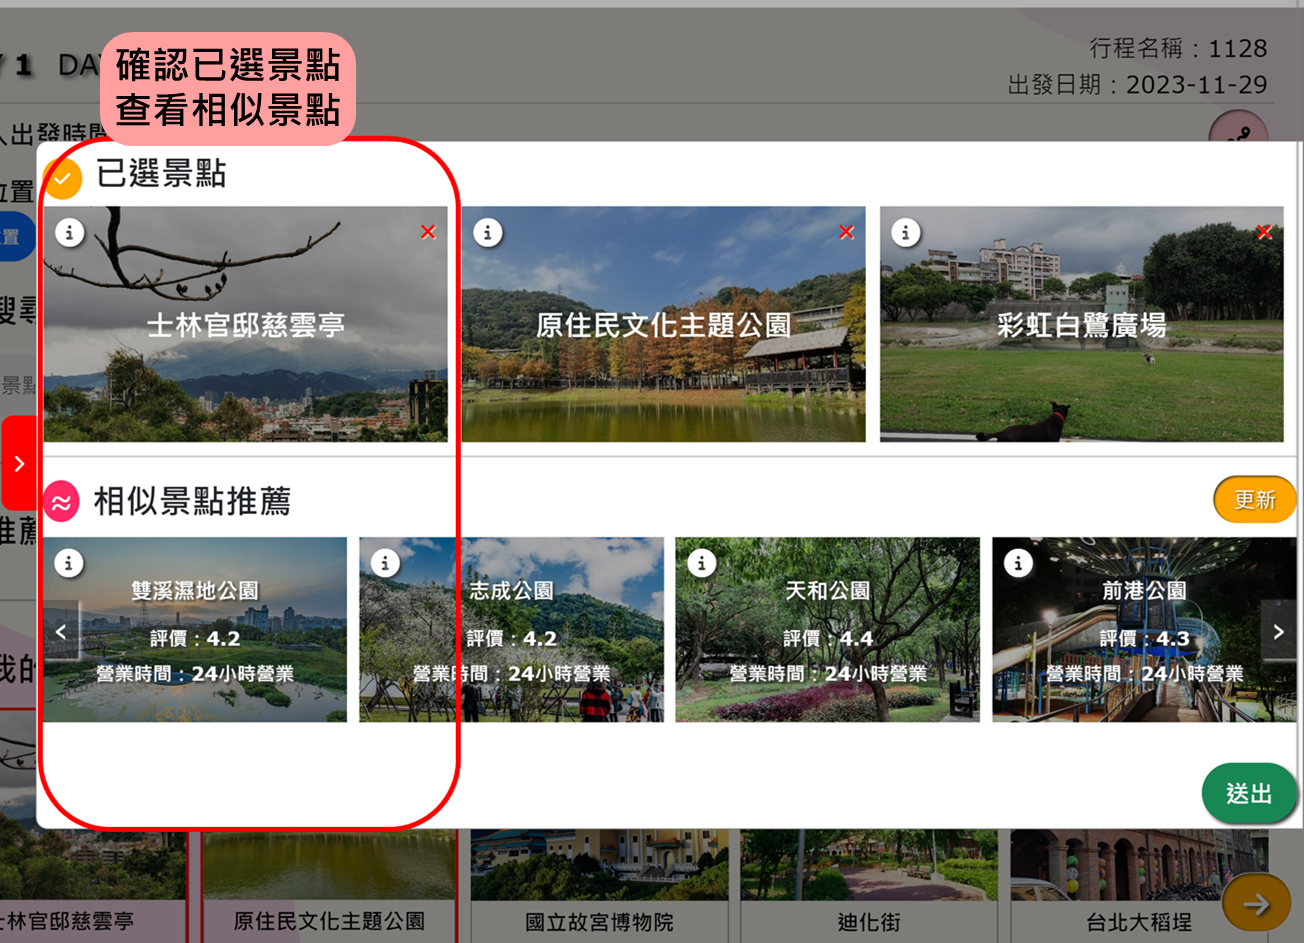 1 DAY
確認已選景點
查看相似景點
行程名稱：1128
出發日期：2023-11-29
出發時間
位置
置
已選景點
士林官邸慈雲亭
原住民文化主題公園
彩虹白鷺廣場
搜尋
景點
相似景點推薦
更新
推薦
雙溪濕地公園
評價：4.2
營業時間：24小時營業
志成公園
評價：4.2
營業時間：24小時營業
天和公園
評價：4.4
營業時間：24小時營業
前港公園
評價：4.3
營業時間：24小時營業
我的
送出
士林官邸慈雲亭
原住民文化主題公園
國立故宮博物院
迪化街
台北大稻埕